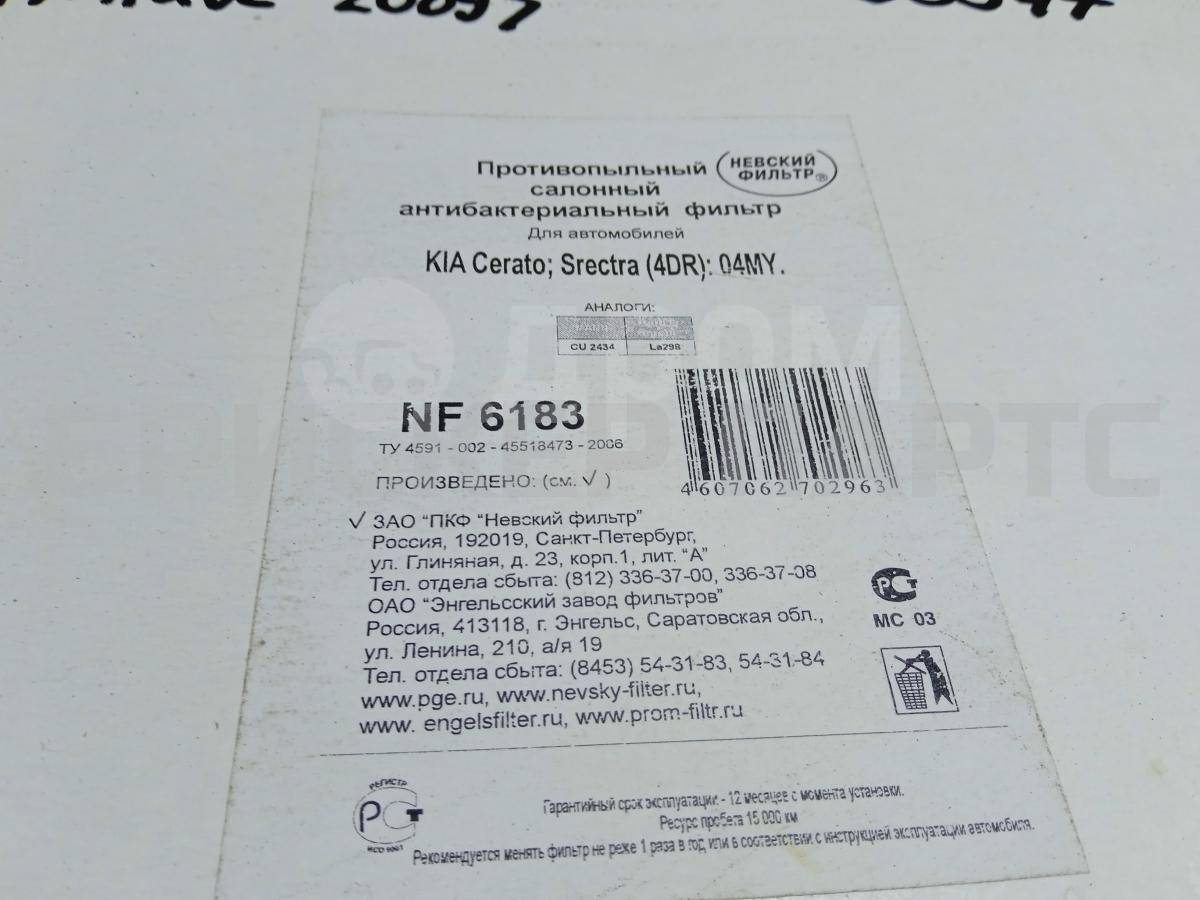 Противопыльный
салонный
антибактериальный фильтр
НЕВСКИЙ
ФИЛЬТР®
Для автомобилей
KIA Cerato; Srectra (4DR): 04MY.
АНАЛОГИ:
CU 2434 La298
NF 6183
ТУ 4591 - 002 - 45518473 - 2006
ПРОИЗВЕДЕНО: (см. √ )
4 607062 702963
√ ЗАО “ПКФ “Невский фильтр”
Россия, 192019, Санкт-Петербург,
ул. Глиняная, д. 23, корп.1, лит. “А”
Тел. отдела сбыта: (812) 336-37-00, 336-37-08
ОАО “Энгельсский завод фильтров”
Россия, 413118, г. Энгельс, Саратовская обл.,
ул. Ленина, 210, а/я 19
Тел. отдела сбыта: (8453) 54-31-83, 54-31-84
www.pge.ru, www.nevsky-filter.ru,
www. engelsfilter.ru, www.prom-filtr.ru
РСТ
МС 03
РЕГИСТР
РСТ
ИСО 9001
Гарантийный срок эксплуатации - 12 месяцев с момента установки.
Ресурс пробега 15 000 км
Рекомендуется менять фильтр не реже 1 раза в год или в соответствии с инструкцией эксплуатации автомобиля.